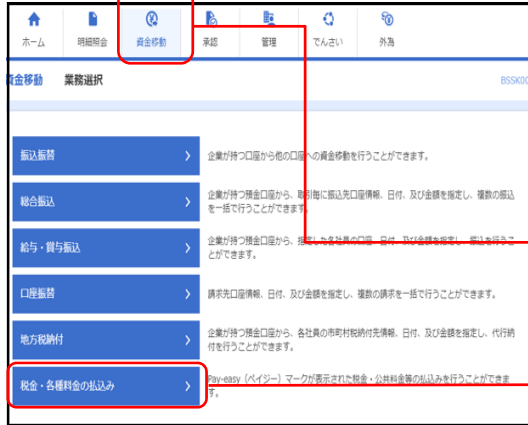 ホーム 明細照会 資金移動 承認 管理 でんさい 外為
資金移動 業務選択 BSSK00
振込振替
企業が持つ口座から他の口座への資金移動を行うことができます。
総合振込
企業が持つ預金口座から、取引毎に振込先口座情報、日付、及び金額を指定し、複数の振込
を一括で行うことができます。
給与・賞与振込
企業が持つ預金口座から、指定した各社員の口座、日付、及び金額を指定し、振込を行うこ
とができます。
口座振替
請求先口座情報、日付、及び金額を指定し、複数の請求を一括で行うことができます。
地方税納付
企業が持つ預金口座から、各社員の市町村税納付先情報、日付、及び金額を指定し、代行納
付を行うことができます。
税金・各種料金の払込み
Pay-easy（ペイジー）マークが表示された税金・公共料金等の払込みを行うことができま
す。